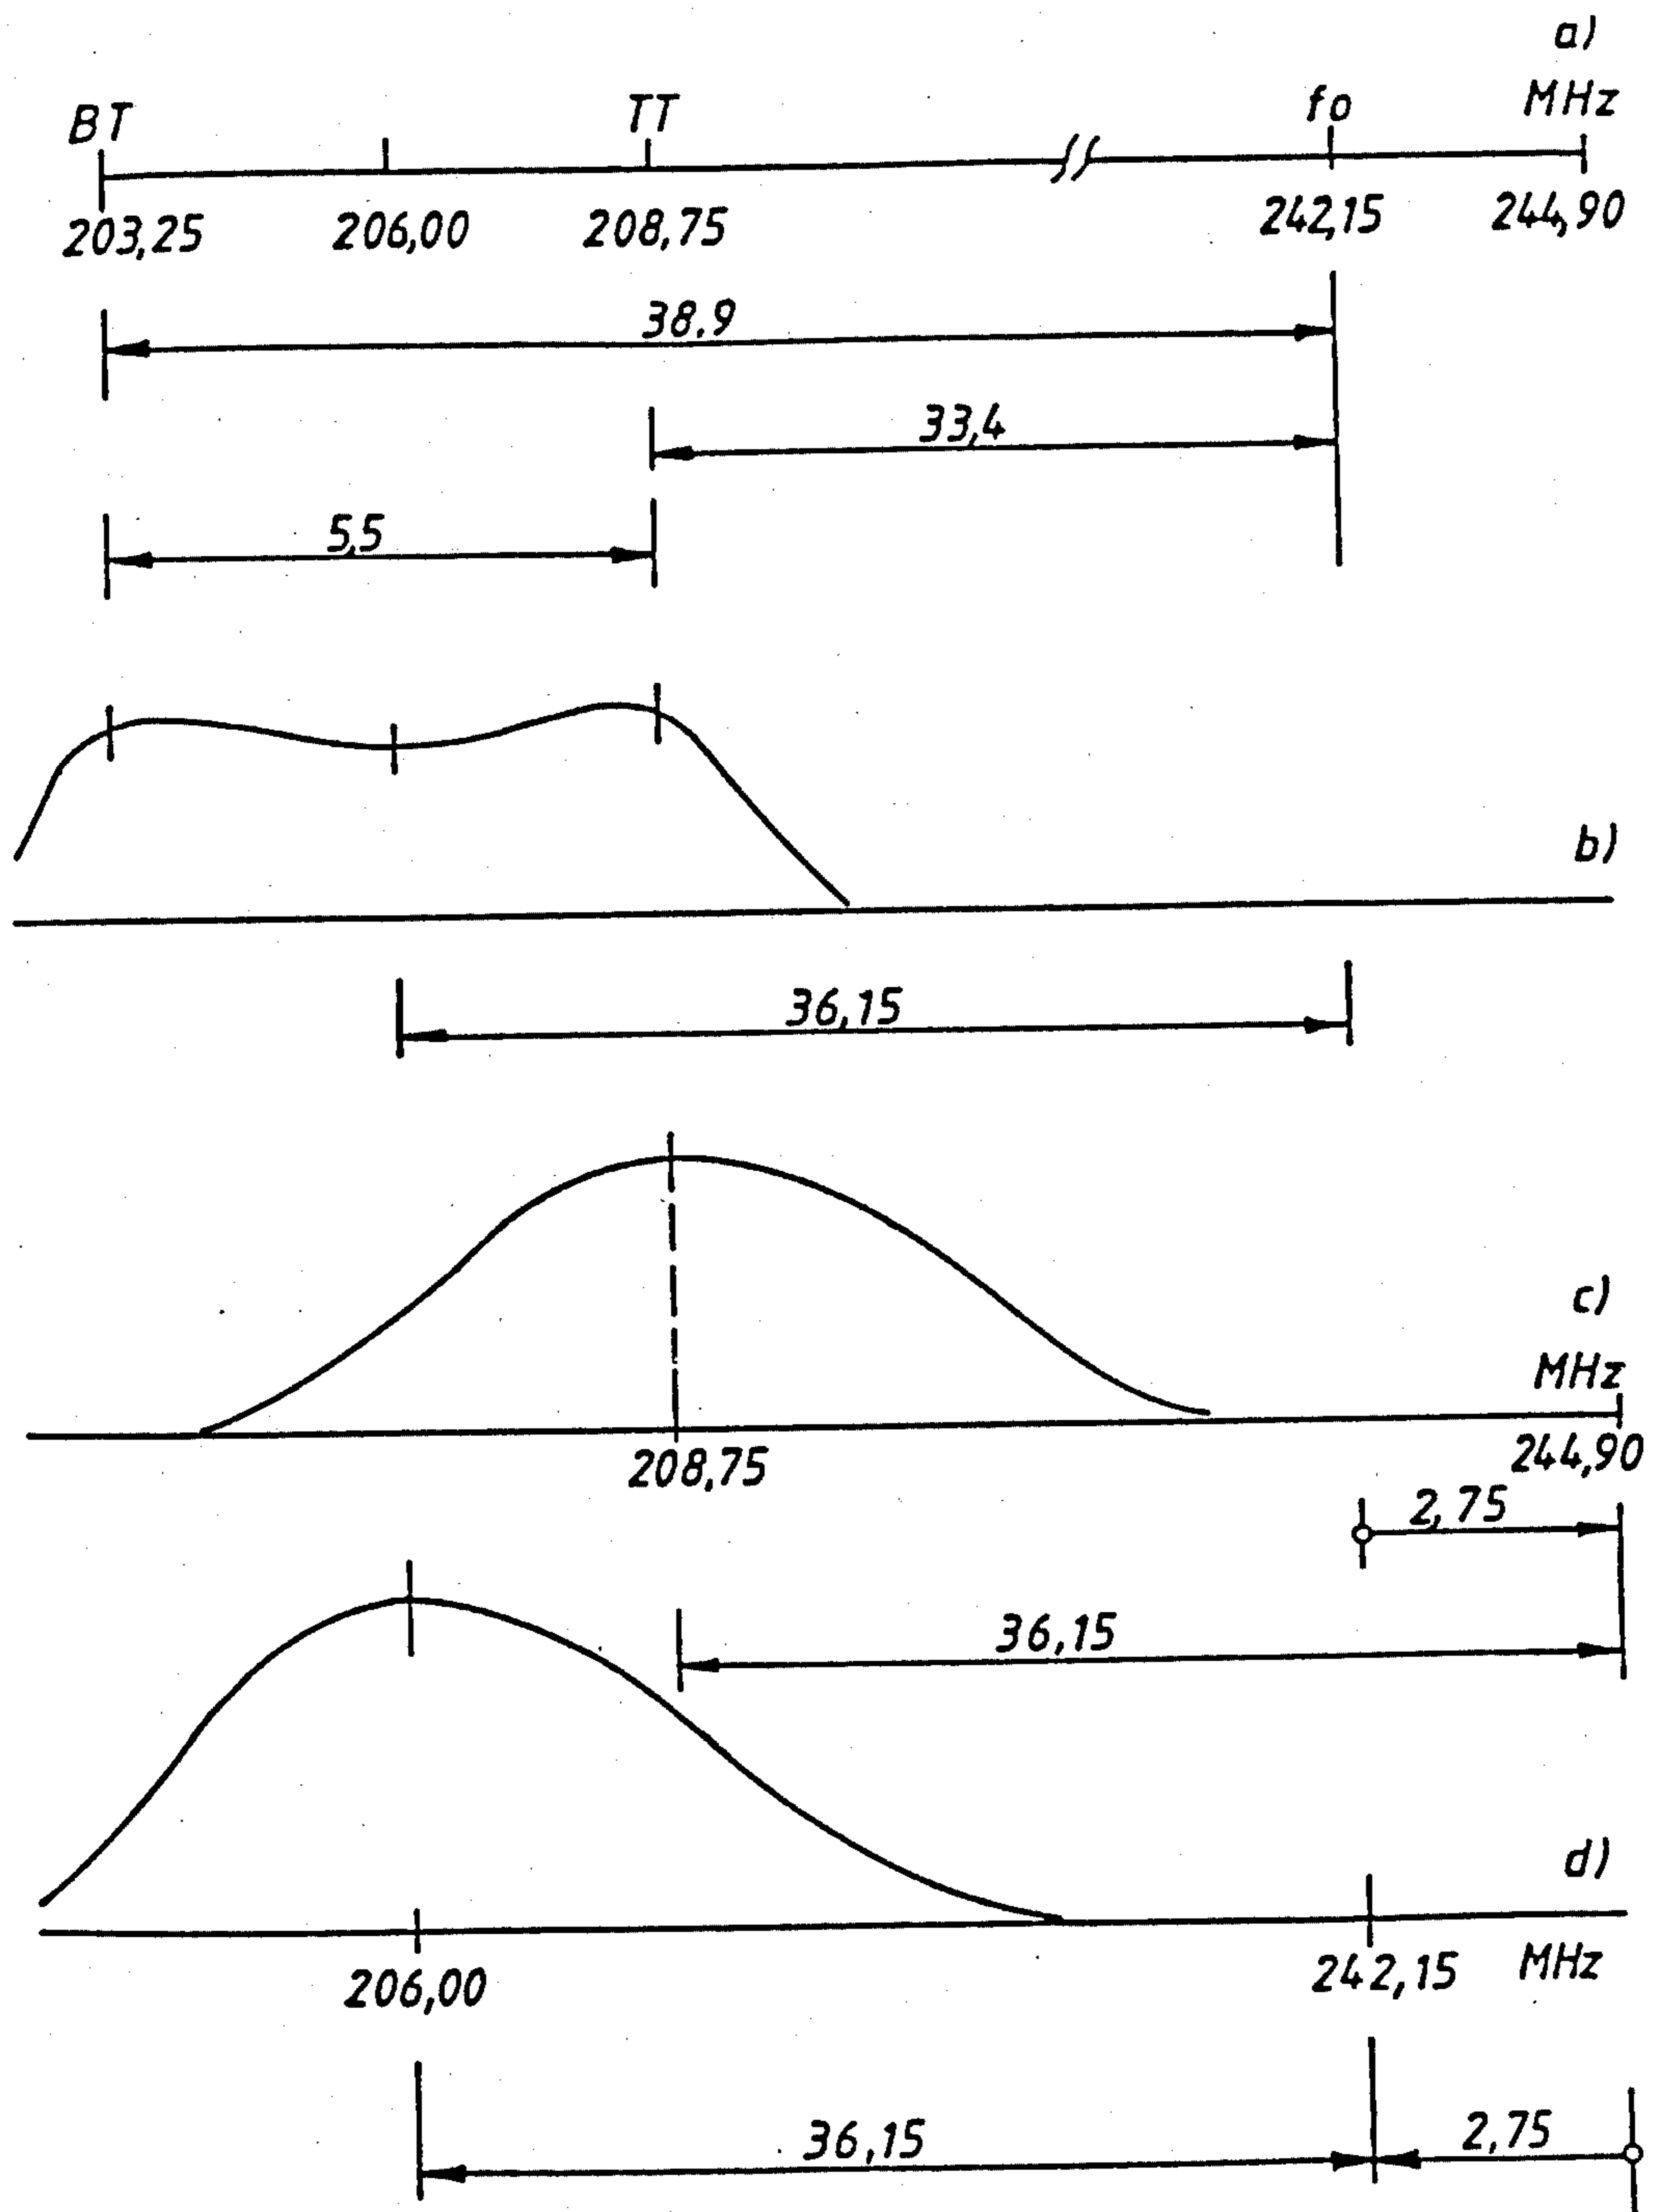 a)
BT TT fo MHz
203,25 206,00 208,75 242,15 244,90
38,9
33,4
5,5
b)
36,15
c)
MHz
208,75 244,90
2,75
36,15
d)
206,00 242,15 MHz
36,15 2,75